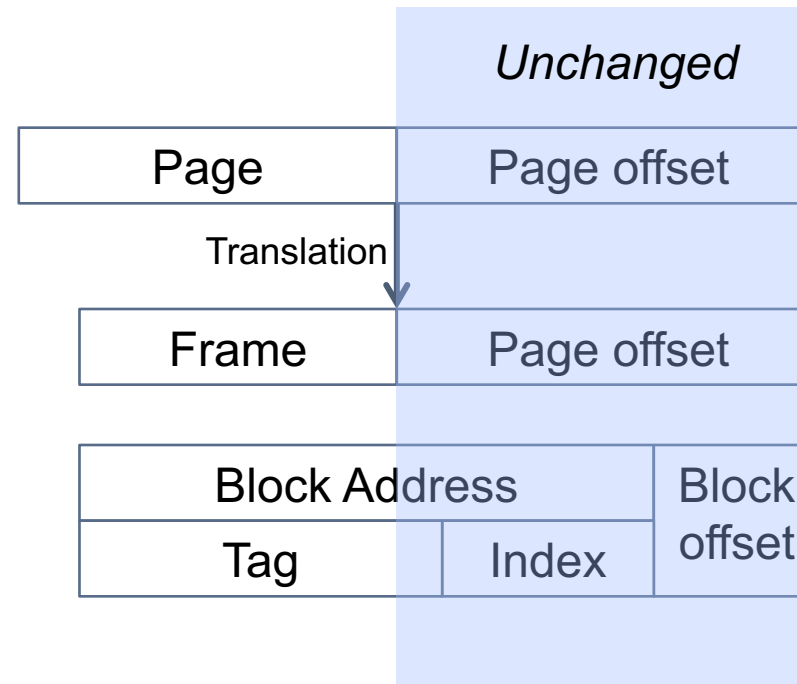 Unchanged
Page
Page offset
Translation
Frame
Page offset
Block Address
Block
offset
Tag
Index